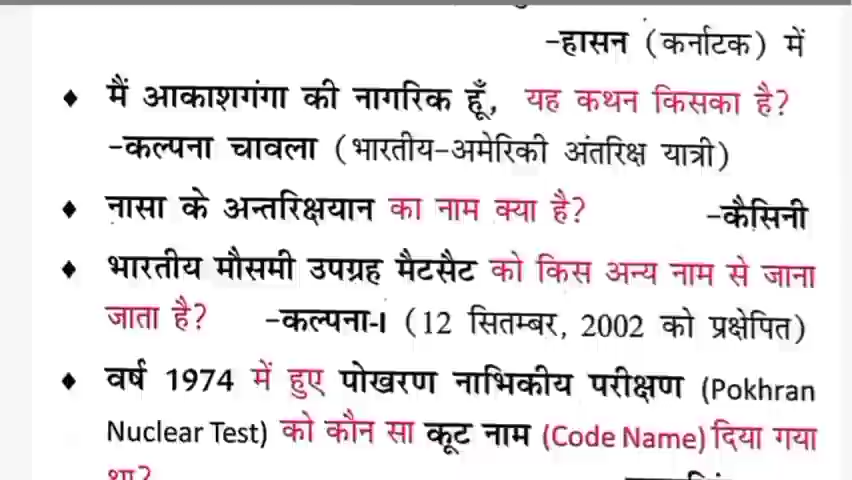 -हासन (कर्नाटक) में
♦ मैं आकाशगंगा की नागरिक हूँ, यह कथन किसका है?
-कल्पना चावला (भारतीय-अमेरिकी अंतरिक्ष यात्री)
♦ नासा के अन्तरिक्षयान का नाम क्या है? -कैसिनी
♦ भारतीय मौसमी उपग्रह मैटसैट को किस अन्य नाम से जाना
जाता है? -कल्पना-I (12 सितम्बर, 2002 को प्रक्षेपित)
♦ वर्ष 1974 में हुए पोखरण नाभिकीय परीक्षण (Pokhran
Nuclear Test) को कौन सा कूट नाम (Code Name) दिया गया
था?